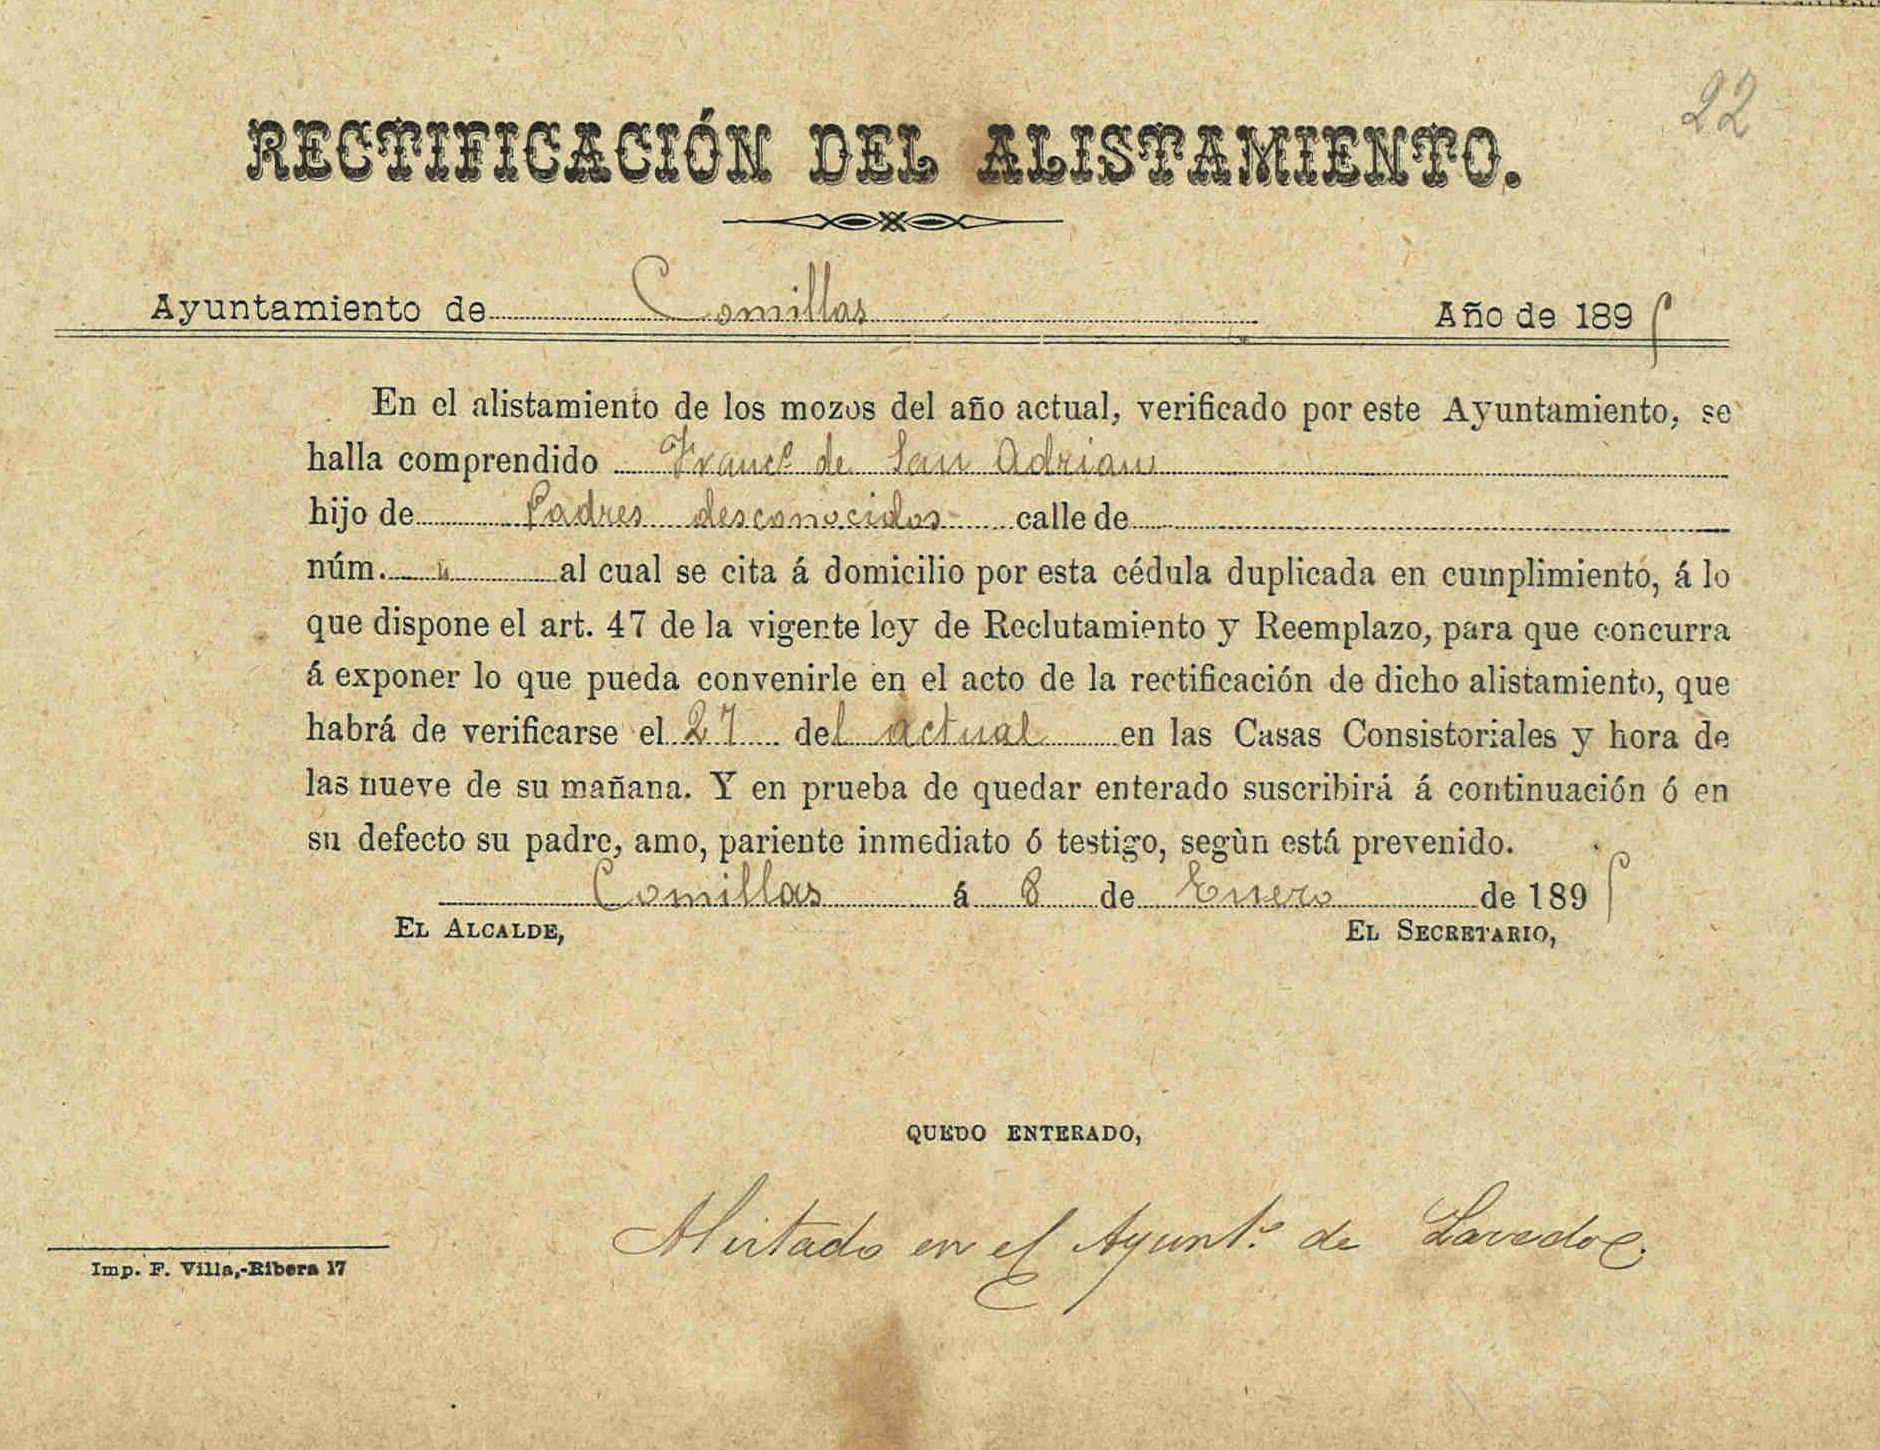 22
RECTIFICACIÓN DEL ALISTAMIENTO.
Ayuntamiento de Comillas Año de 1895
En el alistamiento de los mozos del año actual, verificado por este Ayuntamiento, se
halla comprendido Francº de San Adrian
hijo de Padres desconocidos calle de
núm. al cual se cita á domicilio por esta cédula duplicada en cumplimiento, á lo
que dispone el art. 47 de la vigente ley de Reclutamiento y Reemplazo, para que concurra
á exponer lo que pueda convenirle en el acto de la rectificación de dicho alistamiento, que
habrá de verificarse el 27 del actual en las Casas Consistoriales y hora de
las nueve de su mañana. Y en prueba de quedar enterado suscribirá á continuación ó en
su defecto su padre, amo, pariente inmediato ó testigo, segùn está prevenido.
Comillas á 8 de Enero de 1895
EL ALCALDE, EL SECRETARIO,
QUEDO ENTERADO,
Alistado en el Ayuntº de
Imp. F. Villa,-Ribera 17